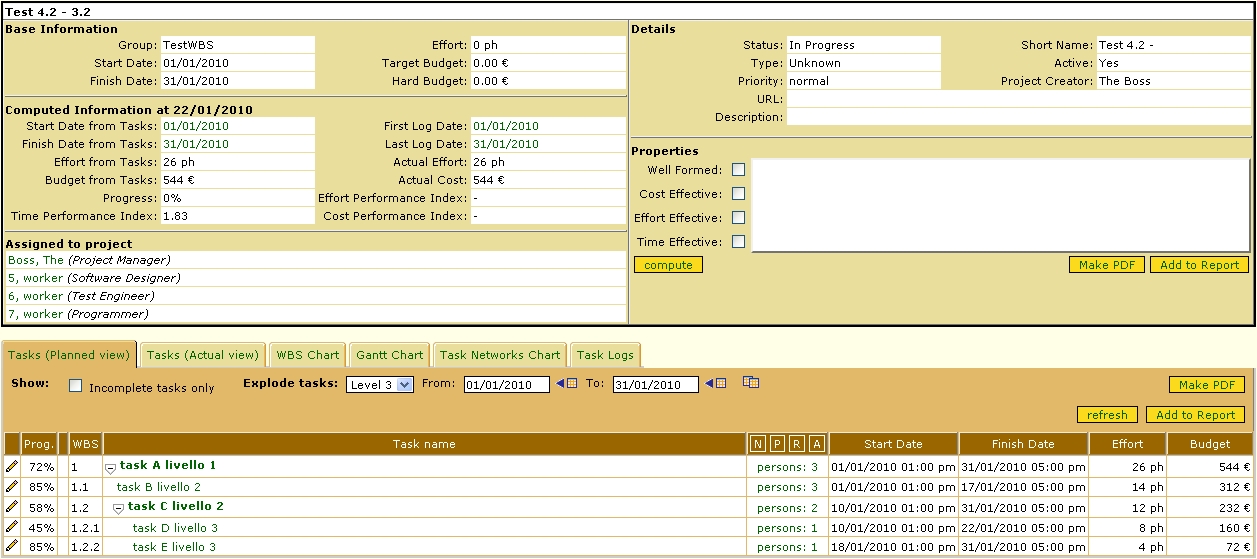 Test 4.2 - 3.2
Base Information
Group: TestWBS Effort: 0 ph
Start Date: 01/01/2010 Target Budget: 0.00 €
Finish Date: 31/01/2010 Hard Budget: 0.00 €
Computed Information at 22/01/2010
Start Date from Tasks: 01/01/2010 First Log Date: 01/01/2010
Finish Date from Tasks: 31/01/2010 Last Log Date: 31/01/2010
Effort from Tasks: 26 ph Actual Effort: 26 ph
Budget from Tasks: 544 € Actual Cost: 544 €
Progress: 0% Effort Performance Index: -
Time Performance Index: 1.83 Cost Performance Index: -
Assigned to project
Boss, The (Project Manager)
5, worker (Software Designer)
6, worker (Test Engineer)
7, worker (Programmer)
Details
Status: In Progress Short Name: Test 4.2 -
Type: Unknown Active: Yes
Priority: normal Project Creator: The Boss
URL:
Description:
Properties
Well Formed:
Cost Effective:
Effort Effective:
Time Effective:
compute Make PDF Add to Report
Tasks (Planned view) Tasks (Actual view) WBS Chart Gantt Chart Task Networks Chart Task Logs
Show: Incomplete tasks only Explode tasks: Level 3 From: 01/01/2010 To: 31/01/2010 Make PDF
refresh Add to Report
Prog. WBS Task name N P R A Start Date Finish Date Effort Budget
72% 1 task A livello 1 persons: 3 01/01/2010 01:00 pm 31/01/2010 05:00 pm 26 ph 544 €
85% 1.1 task B livello 2 persons: 3 01/01/2010 01:00 pm 17/01/2010 05:00 pm 14 ph 312 €
58% 1.2 task C livello 2 persons: 2 10/01/2010 01:00 pm 31/01/2010 05:00 pm 12 ph 232 €
45% 1.2.1 task D livello 3 persons: 1 10/01/2010 01:00 pm 22/01/2010 05:00 pm 8 ph 160 €
85% 1.2.2 task E livello 3 persons: 1 18/01/2010 01:00 pm 31/01/2010 05:00 pm 4 ph 72 €